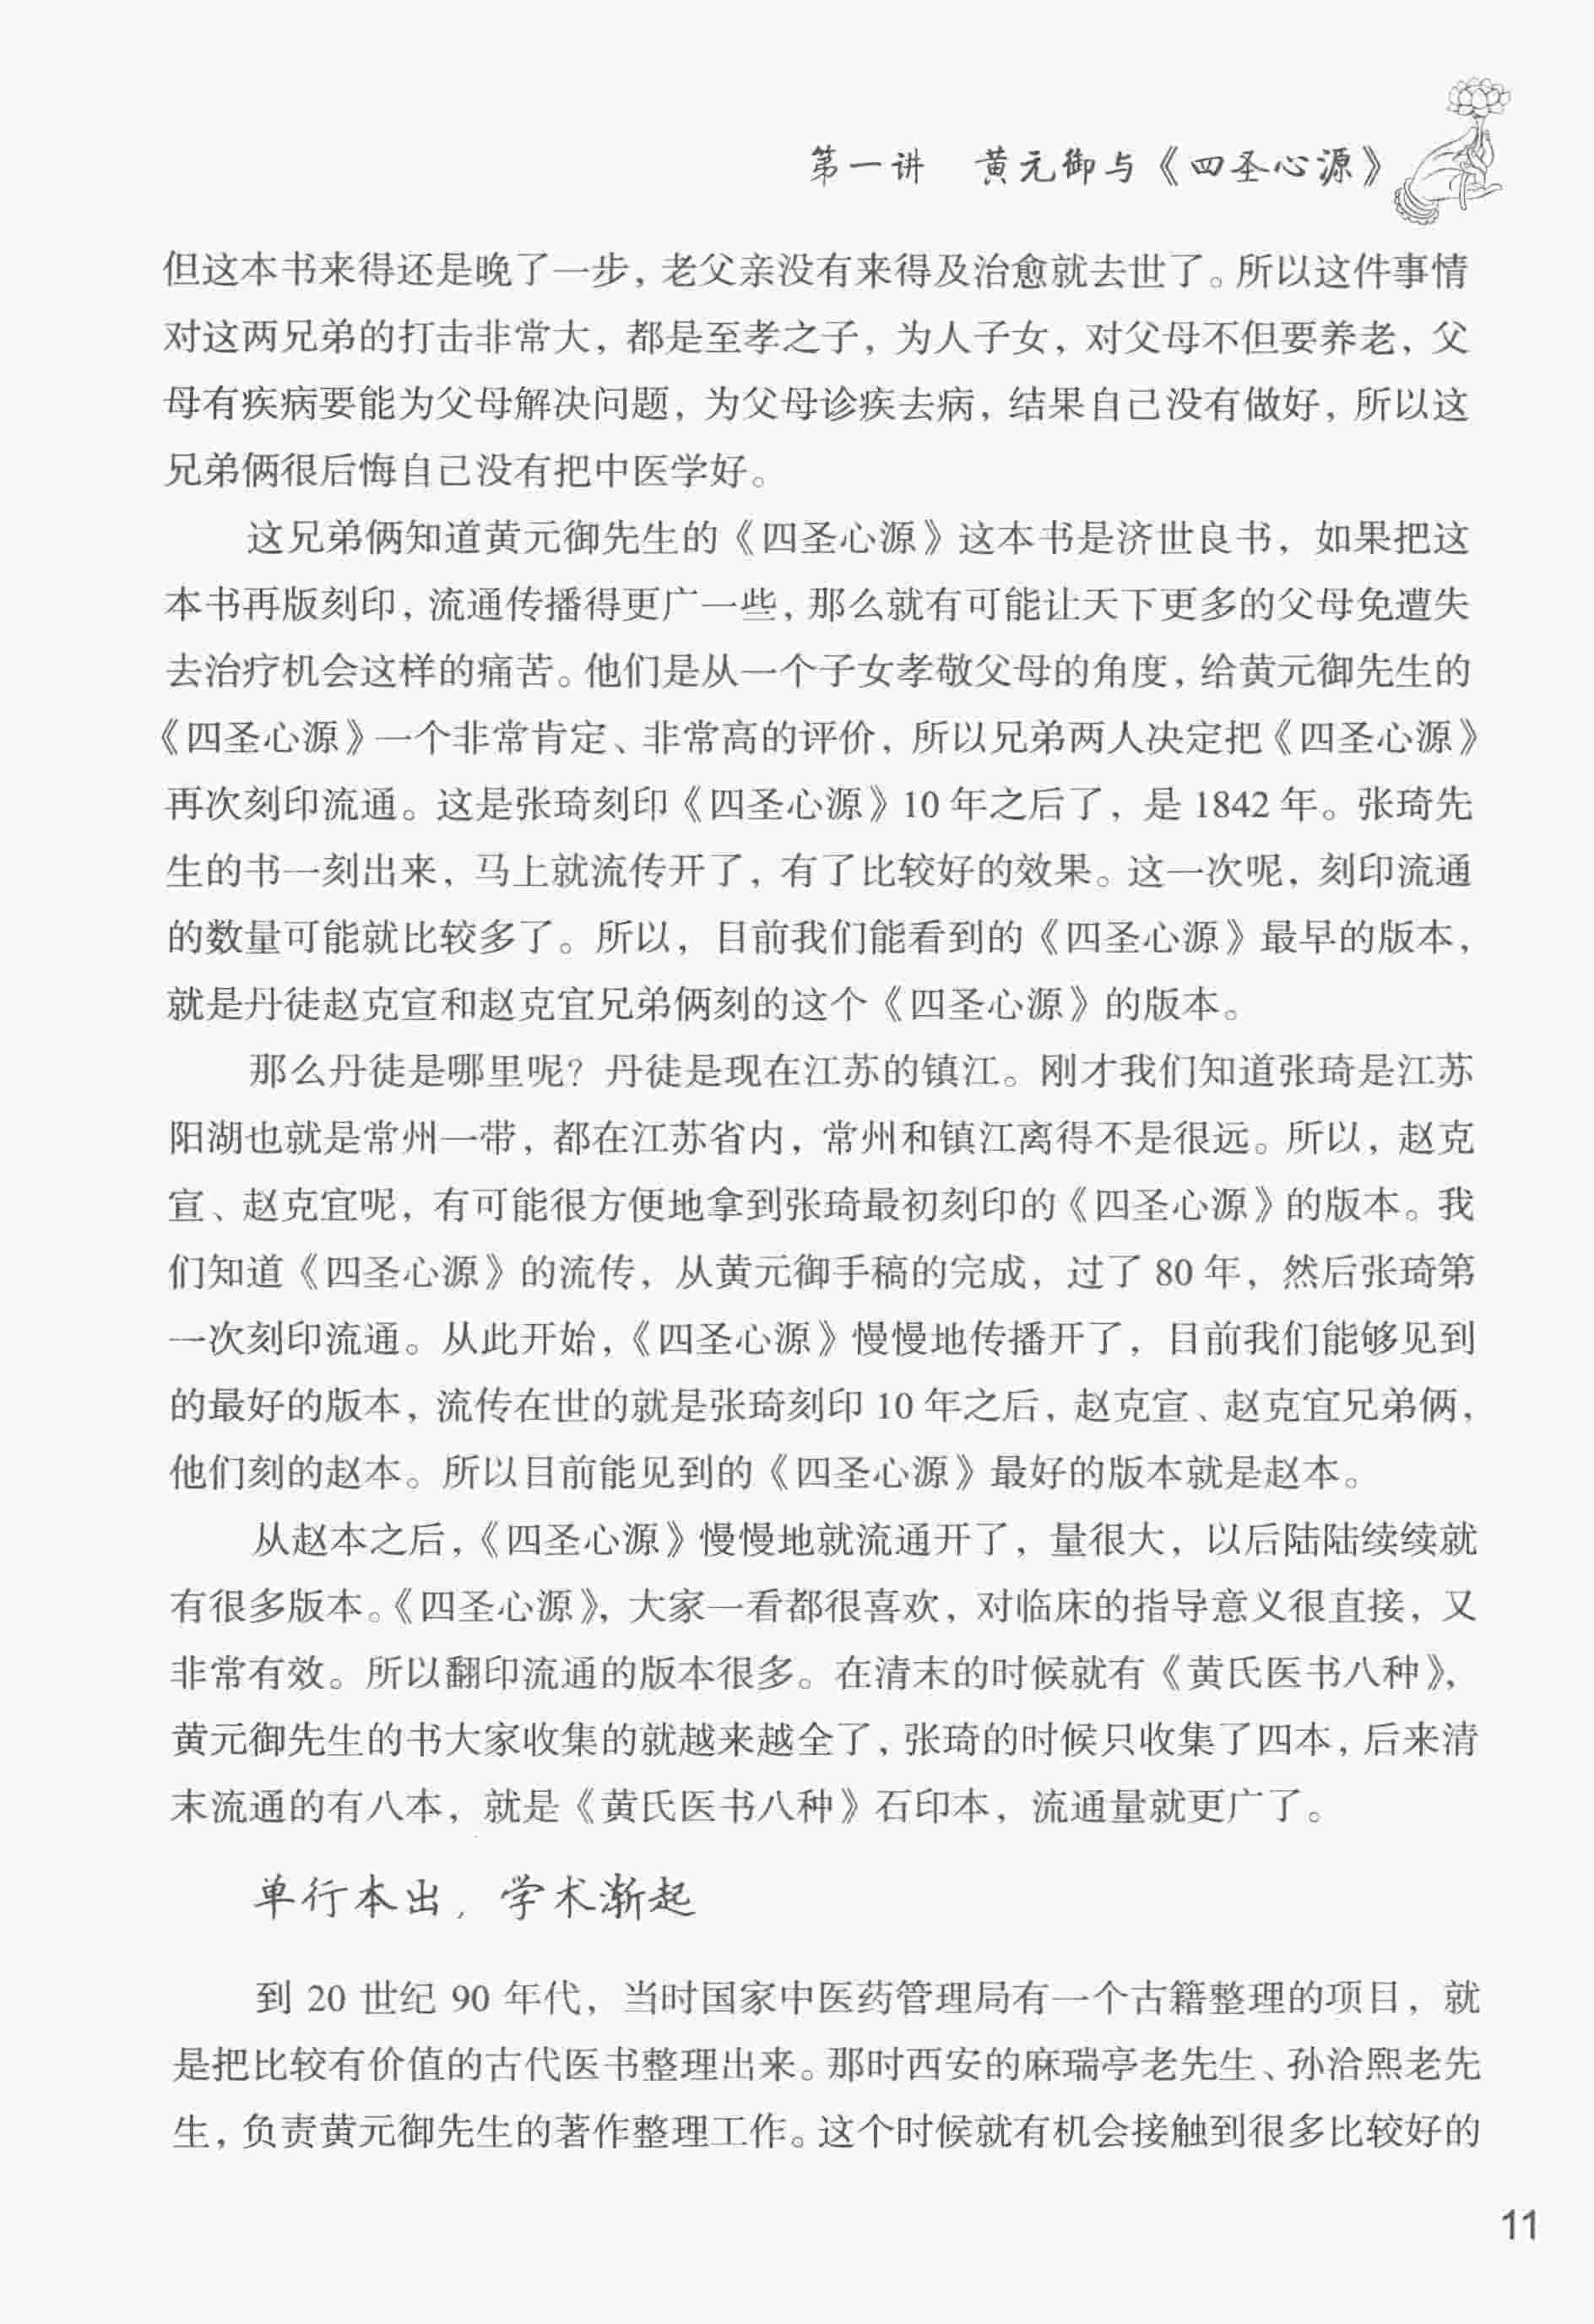 第一讲　黄元御与《四圣心源》
但这本书来得还是晚了一步，老父亲没有来得及治愈就去世了。所以这件事情
对这两兄弟的打击非常大，都是至孝之子，为人子女，对父母不但要养老，父
母有疾病要能为父母解决问题，为父母诊疾去病，结果自己没有做好，所以这
兄弟俩很后悔自己没有把中医学好。
这兄弟俩知道黄元御先生的《四圣心源》这本书是济世良书，如果把这
本书再版刻印，流通传播得更广一些，那么就有可能让天下更多的父母免遭失
去治疗机会这样的痛苦。他们是从一个子女孝敬父母的角度，给黄元御先生的
《四圣心源》一个非常肯定、非常高的评价，所以兄弟两人决定把《四圣心源》
再次刻印流通。这是张琦刻印《四圣心源》10 年之后了，是 1842 年。张琦先
生的书一刻出来，马上就流传开了，有了比较好的效果。这一次呢，刻印流通
的数量可能就比较多了。所以，目前我们能看到的《四圣心源》最早的版本，
就是丹徒赵克宣和赵克宜兄弟俩刻的这个《四圣心源》的版本。
那么丹徒是哪里呢？丹徒是现在江苏的镇江。刚才我们知道张琦是江苏
阳湖也就是常州一带，都在江苏省内，常州和镇江离得不是很远。所以，赵克
宣、赵克宜呢，有可能很方便地拿到张琦最初刻印的《四圣心源》的版本。我
们知道《四圣心源》的流传，从黄元御手稿的完成，过了 80 年，然后张琦第
一次刻印流通。从此开始，《四圣心源》慢慢地传播开了，目前我们能够见到
的最好的版本，流传在世的就是张琦刻印 10 年之后，赵克宣、赵克宜兄弟俩，
他们刻的赵本。所以目前能见到的《四圣心源》最好的版本就是赵本。
从赵本之后，《四圣心源》慢慢地就流通开了，量很大，以后陆陆续续就
有很多版本。《四圣心源》，大家一看都很喜欢，对临床的指导意义很直接，又
非常有效。所以翻印流通的版本很多。在清末的时候就有《黄氏医书八种》，
黄元御先生的书大家收集的就越来越全了，张琦的时候只收集了四本，后来清
末流通的有八本，就是《黄氏医书八种》石印本，流通量就更广了。
单行本出，学术渐起
到 20 世纪 90 年代，当时国家中医药管理局有一个古籍整理的项目，就
是把比较有价值的古代医书整理出来。那时西安的麻瑞亭老先生、孙洽熙老先
生，负责黄元御先生的著作整理工作。这个时候就有机会接触到很多比较好的
11